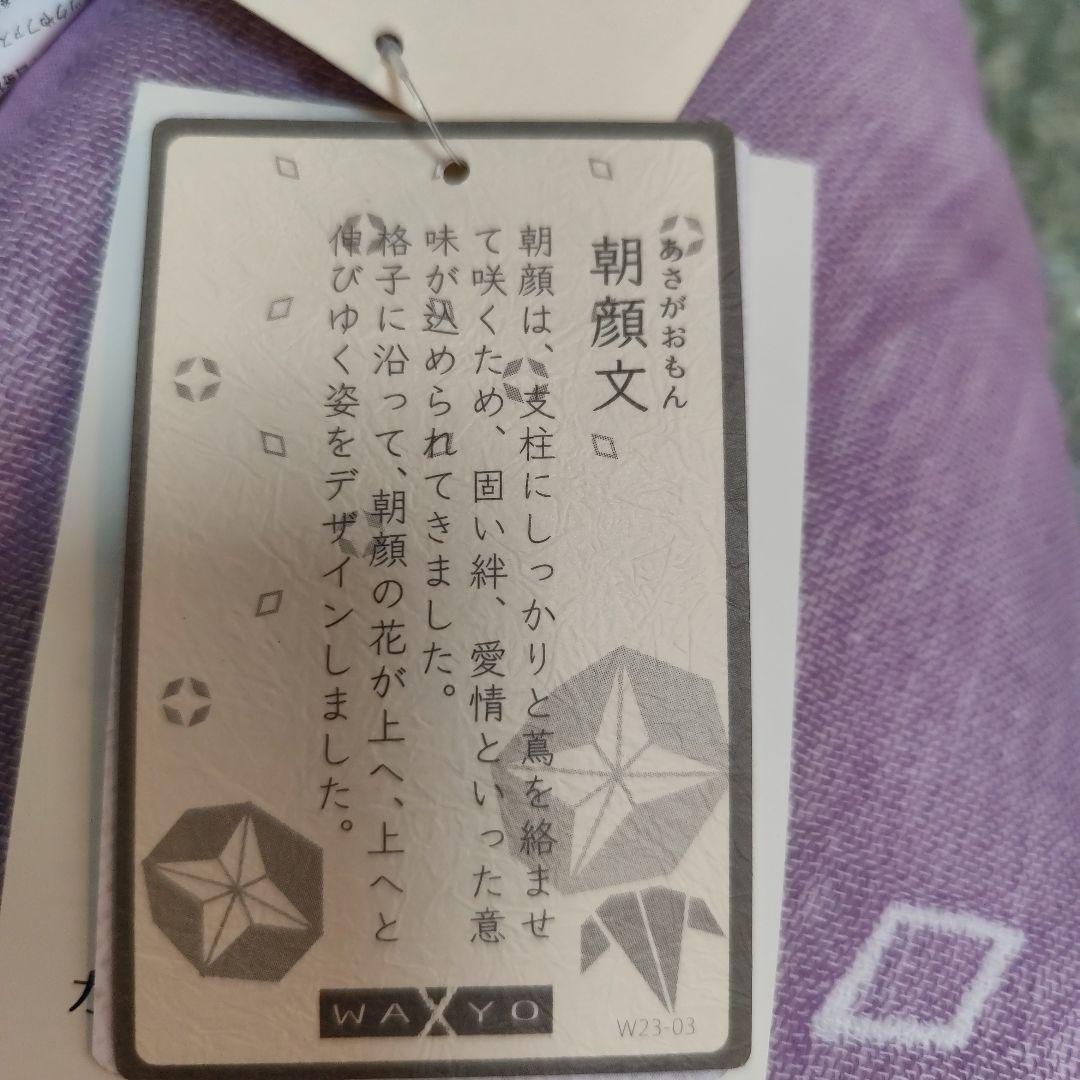 あさがおもん
朝顔文
朝顔は、支柱にしっかりと蔦を絡ませ
て咲くため、固い絆、愛情といった意
味が込められてきました。
格子に沿って、朝顔の花が上へ、上へと
伸びゆく姿をデザインしました。
WAXYO
W23-03